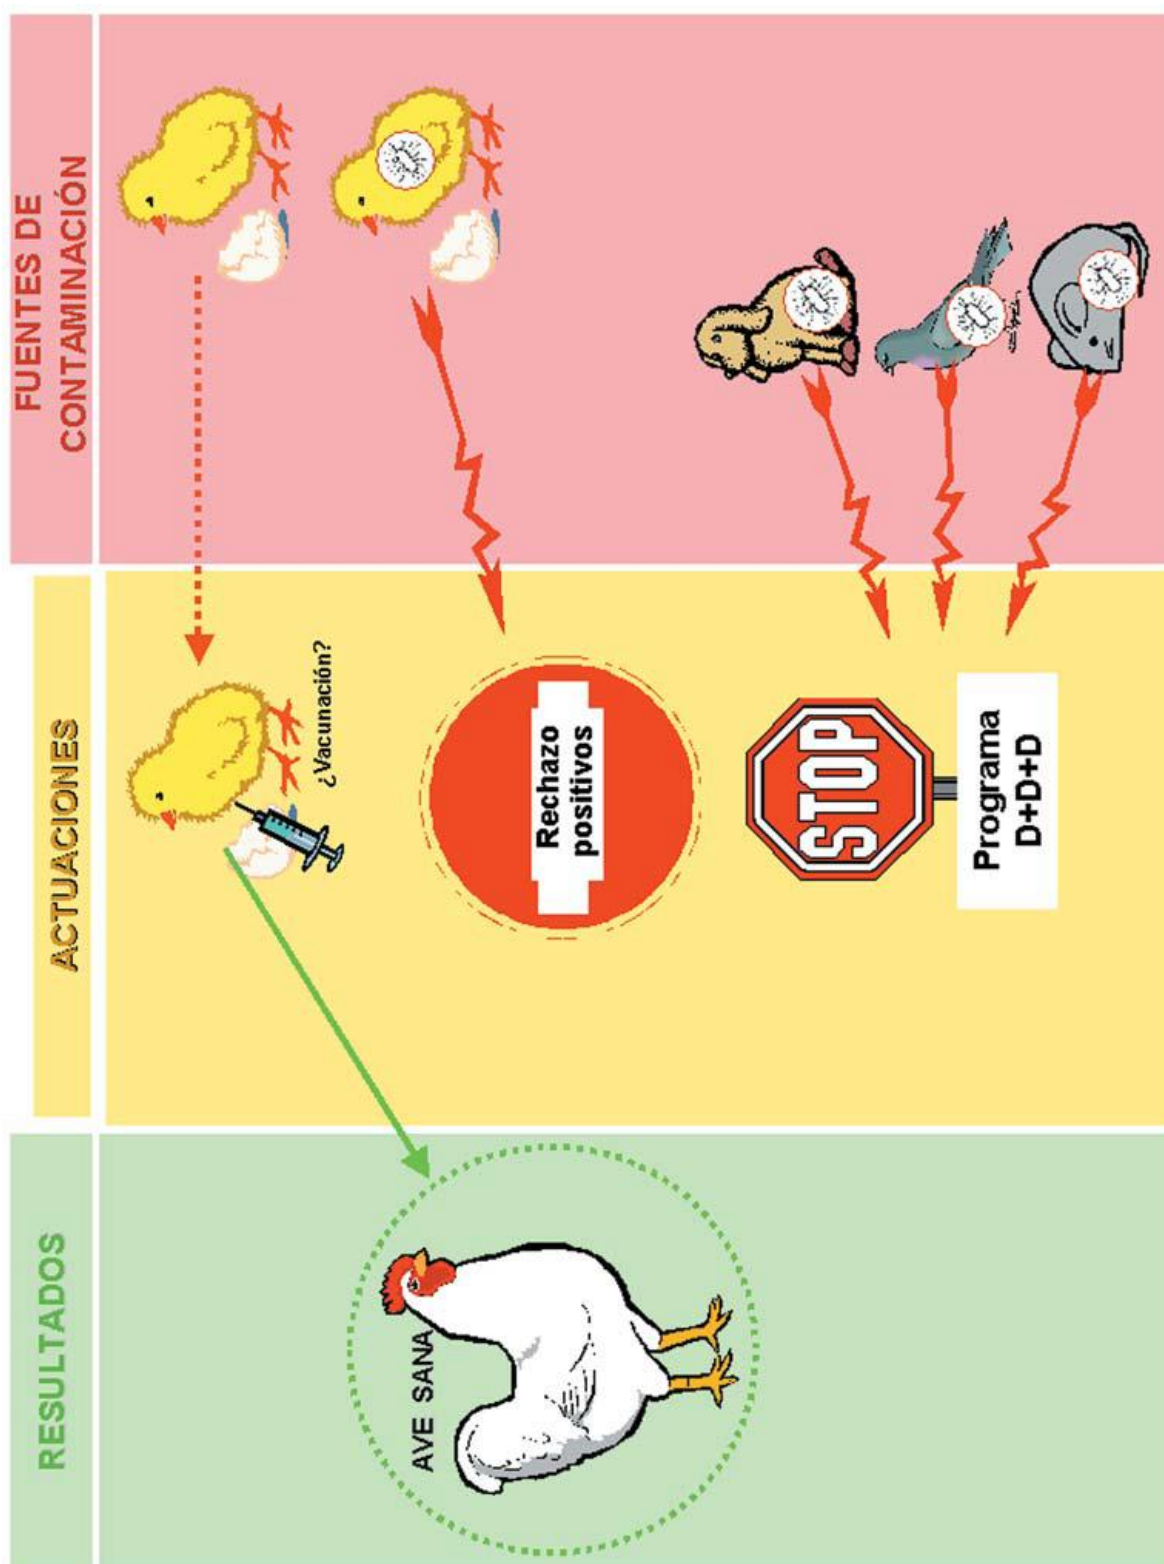 FUENTES DE
CONTAMINACIÓN
ACTUACIONES
¿Vacunación?
Rechazo
positivos
STOP
Programa
D+D+D
RESULTADOS
AVE SANA